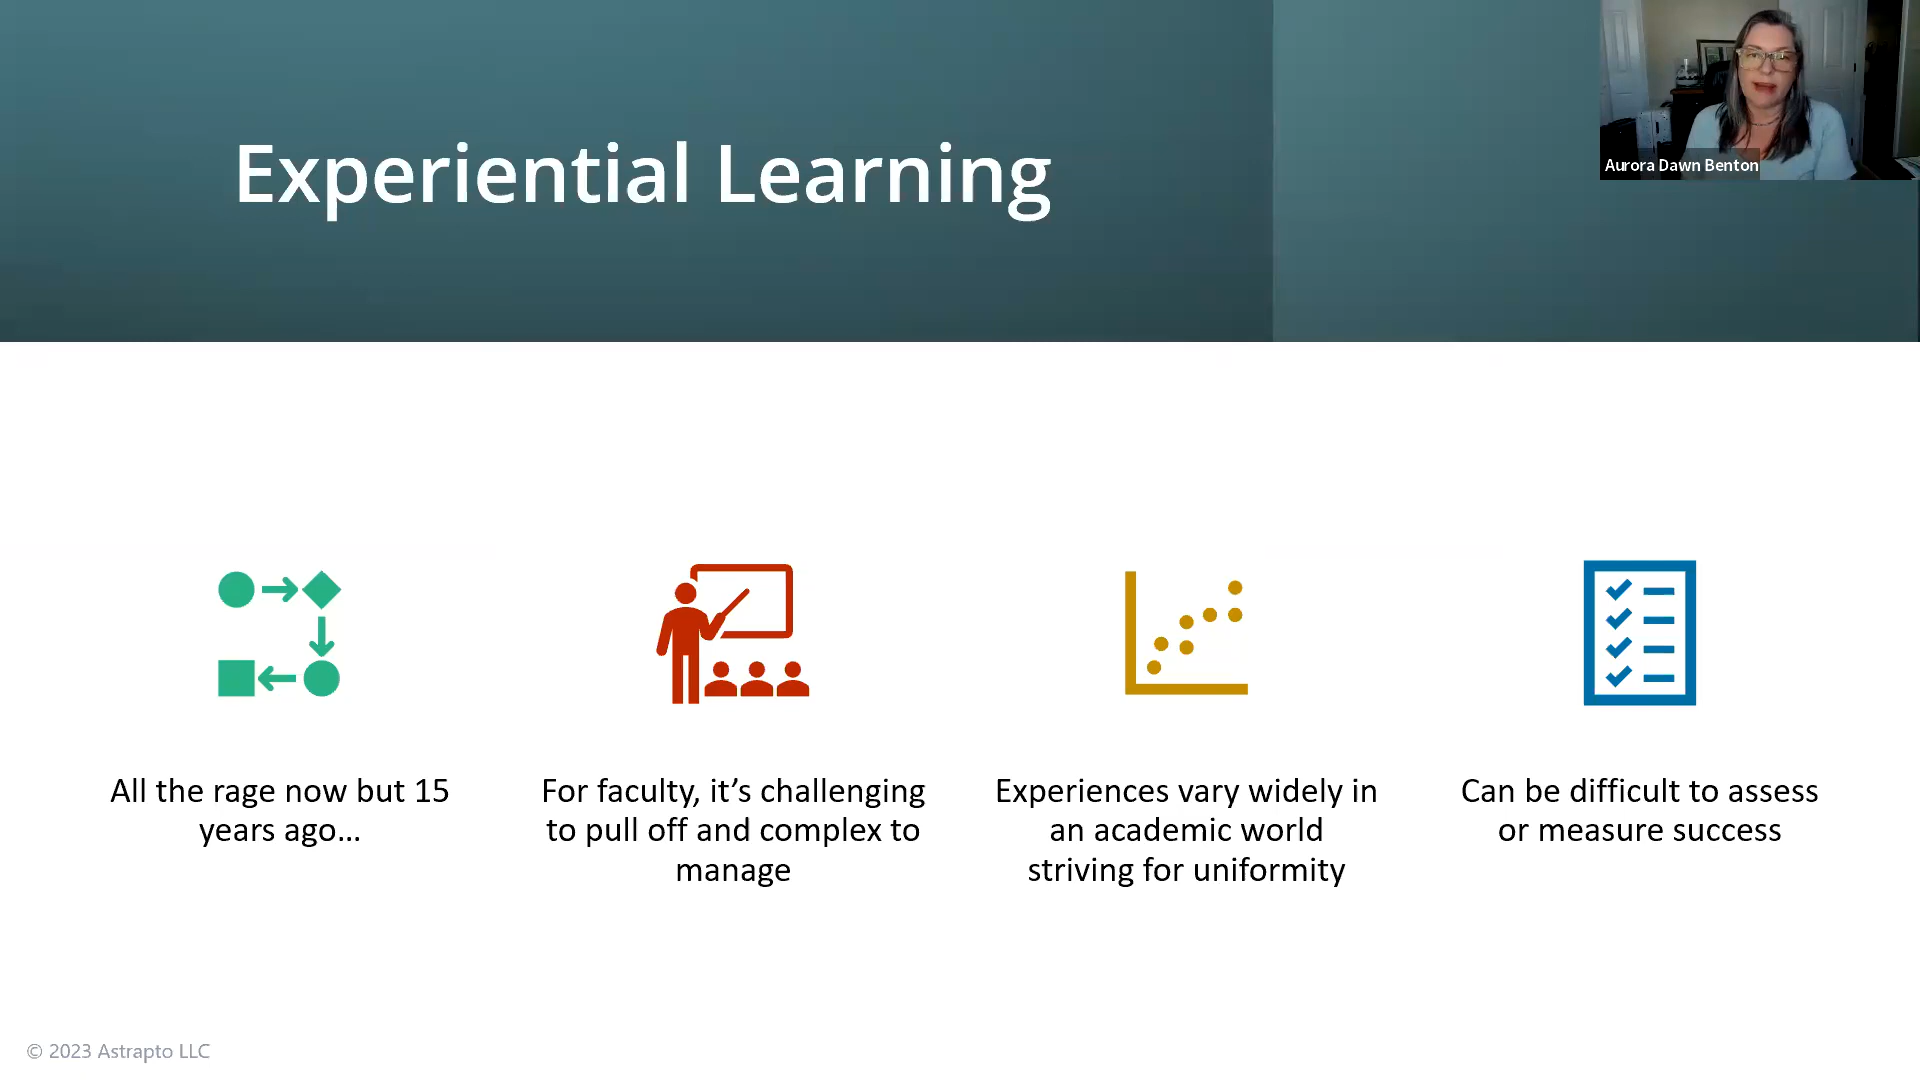 Experiential Learning
Aurora Dawn Benton
All the rage now but 15
years ago…
For faculty, it’s challenging
to pull off and complex to
manage
Experiences vary widely in
an academic world
striving for uniformity
Can be difficult to assess
or measure success
© 2023 Astrapto LLC